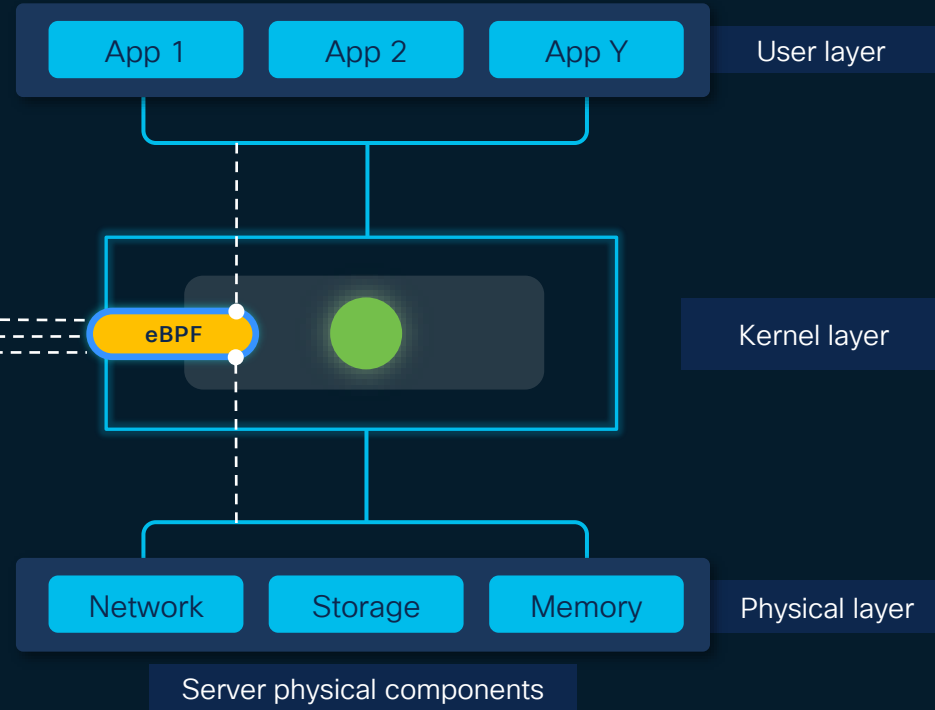 App 1
App 2
App Y
User layer
eBPF
Kernel layer
Network
Storage
Memory
Physical layer
Server physical components